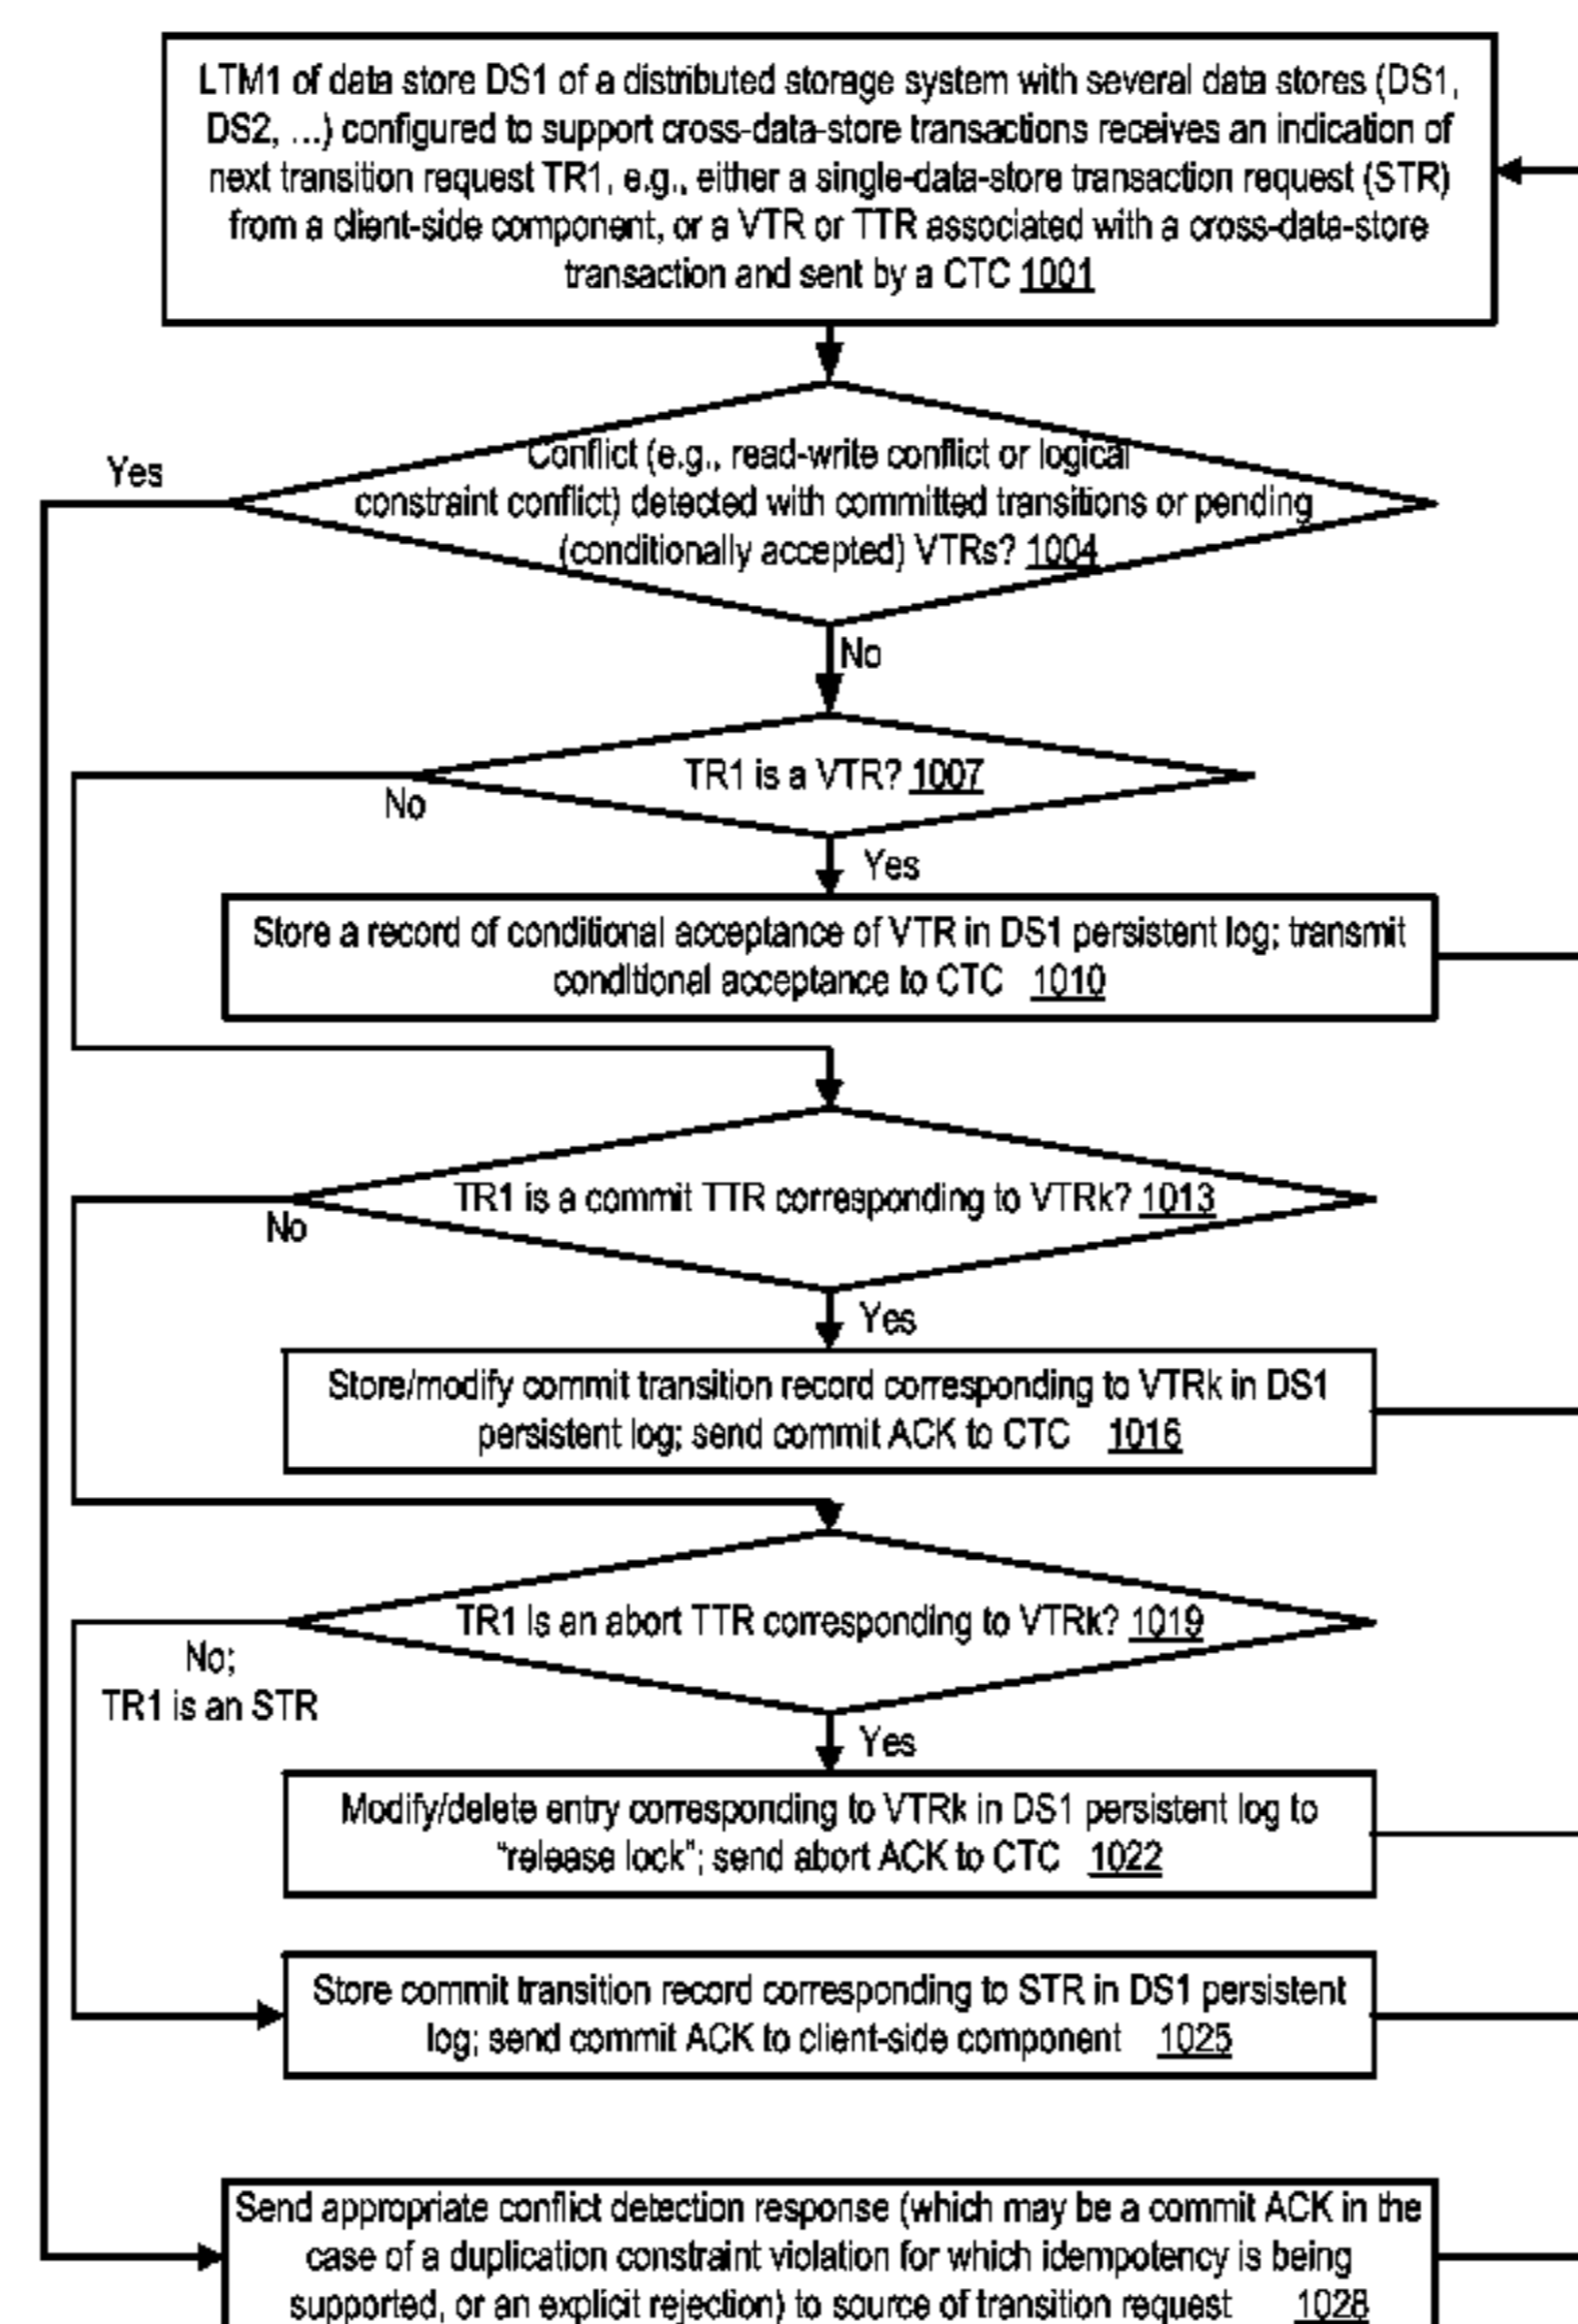 LTM1 of data store DS1 of a distributed storage system with several data stores (DS1,
DS2, …) configured to support cross-data-store transactions receives an indication of
next transition request TR1, e.g., either a single-data-store transaction request (STR)
from a client-side component, or a VTR or TTR associated with a cross-data-store
transaction and sent by a CTC 1001
Yes
Conflict (e.g., read-write conflict or logical
constraint conflict) detected with committed transitions or pending
(conditionally accepted) VTRs? 1004
No
TR1 is a VTR? 1007
No
Yes
Store a record of conditional acceptance of VTR in DS1 persistent log; transmit
conditional acceptance to CTC 1010
TR1 is a commit TTR corresponding to VTRk? 1013
No
Yes
Store/modify commit transition record corresponding to VTRk in DS1
persistent log; send commit ACK to CTC 1016
TR1 is an abort TTR corresponding to VTRk? 1019
No;
TR1 is an STR
Yes
Modify/delete entry corresponding to VTRk in DS1 persistent log to
"release lock"; send abort ACK to CTC 1022
Store commit transition record corresponding to STR in DS1 persistent
log; send commit ACK to client-side component 1025
Send appropriate conflict detection response (which may be a commit ACK in the
case of a duplication constraint violation for which idempotency is being
supported, or an explicit rejection) to source of transition request 1028